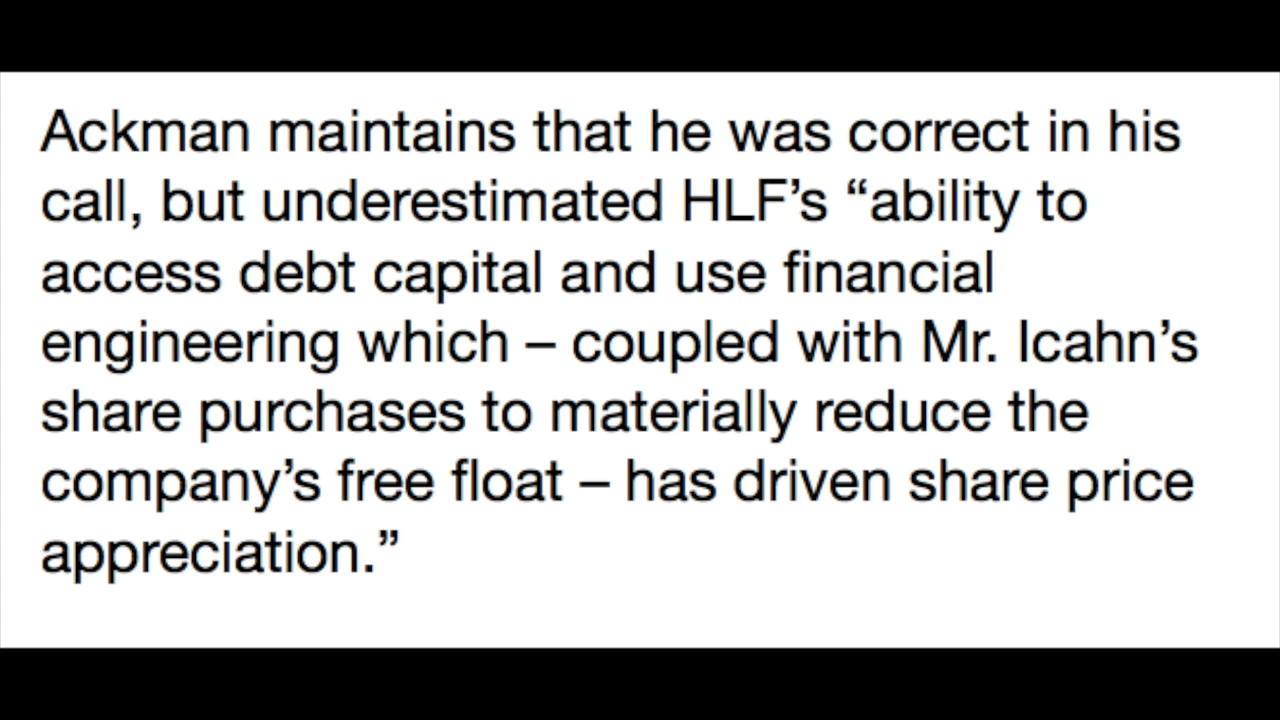 Ackman maintains that he was correct in his
call, but underestimated HLF’s “ability to
access debt capital and use financial
engineering which – coupled with Mr. Icahn’s
share purchases to materially reduce the
company’s free float – has driven share price
appreciation.”